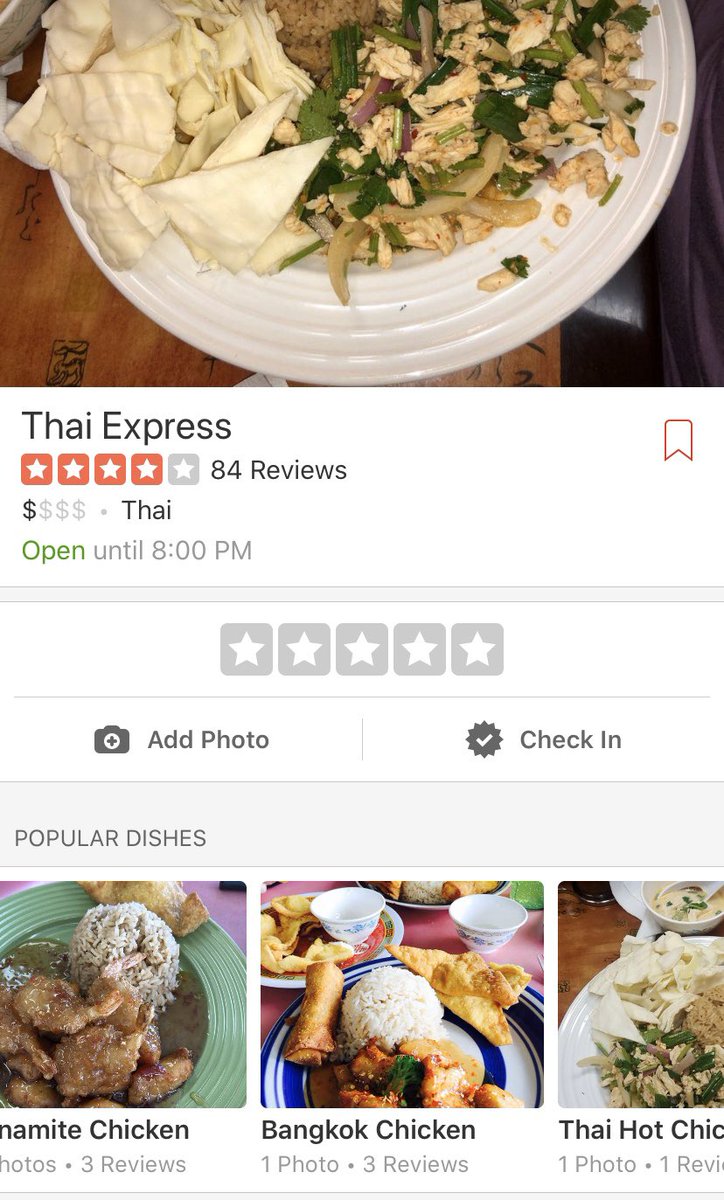 Thai Express
84 Reviews
$$$$ • Thai
Open until 8:00 PM
Add Photo
Check In
POPULAR DISHES
namite Chicken
Bangkok Chicken
Thai Hot Chic
hotos • 3 Reviews
1 Photo • 3 Reviews
1 Photo • 1 Revi